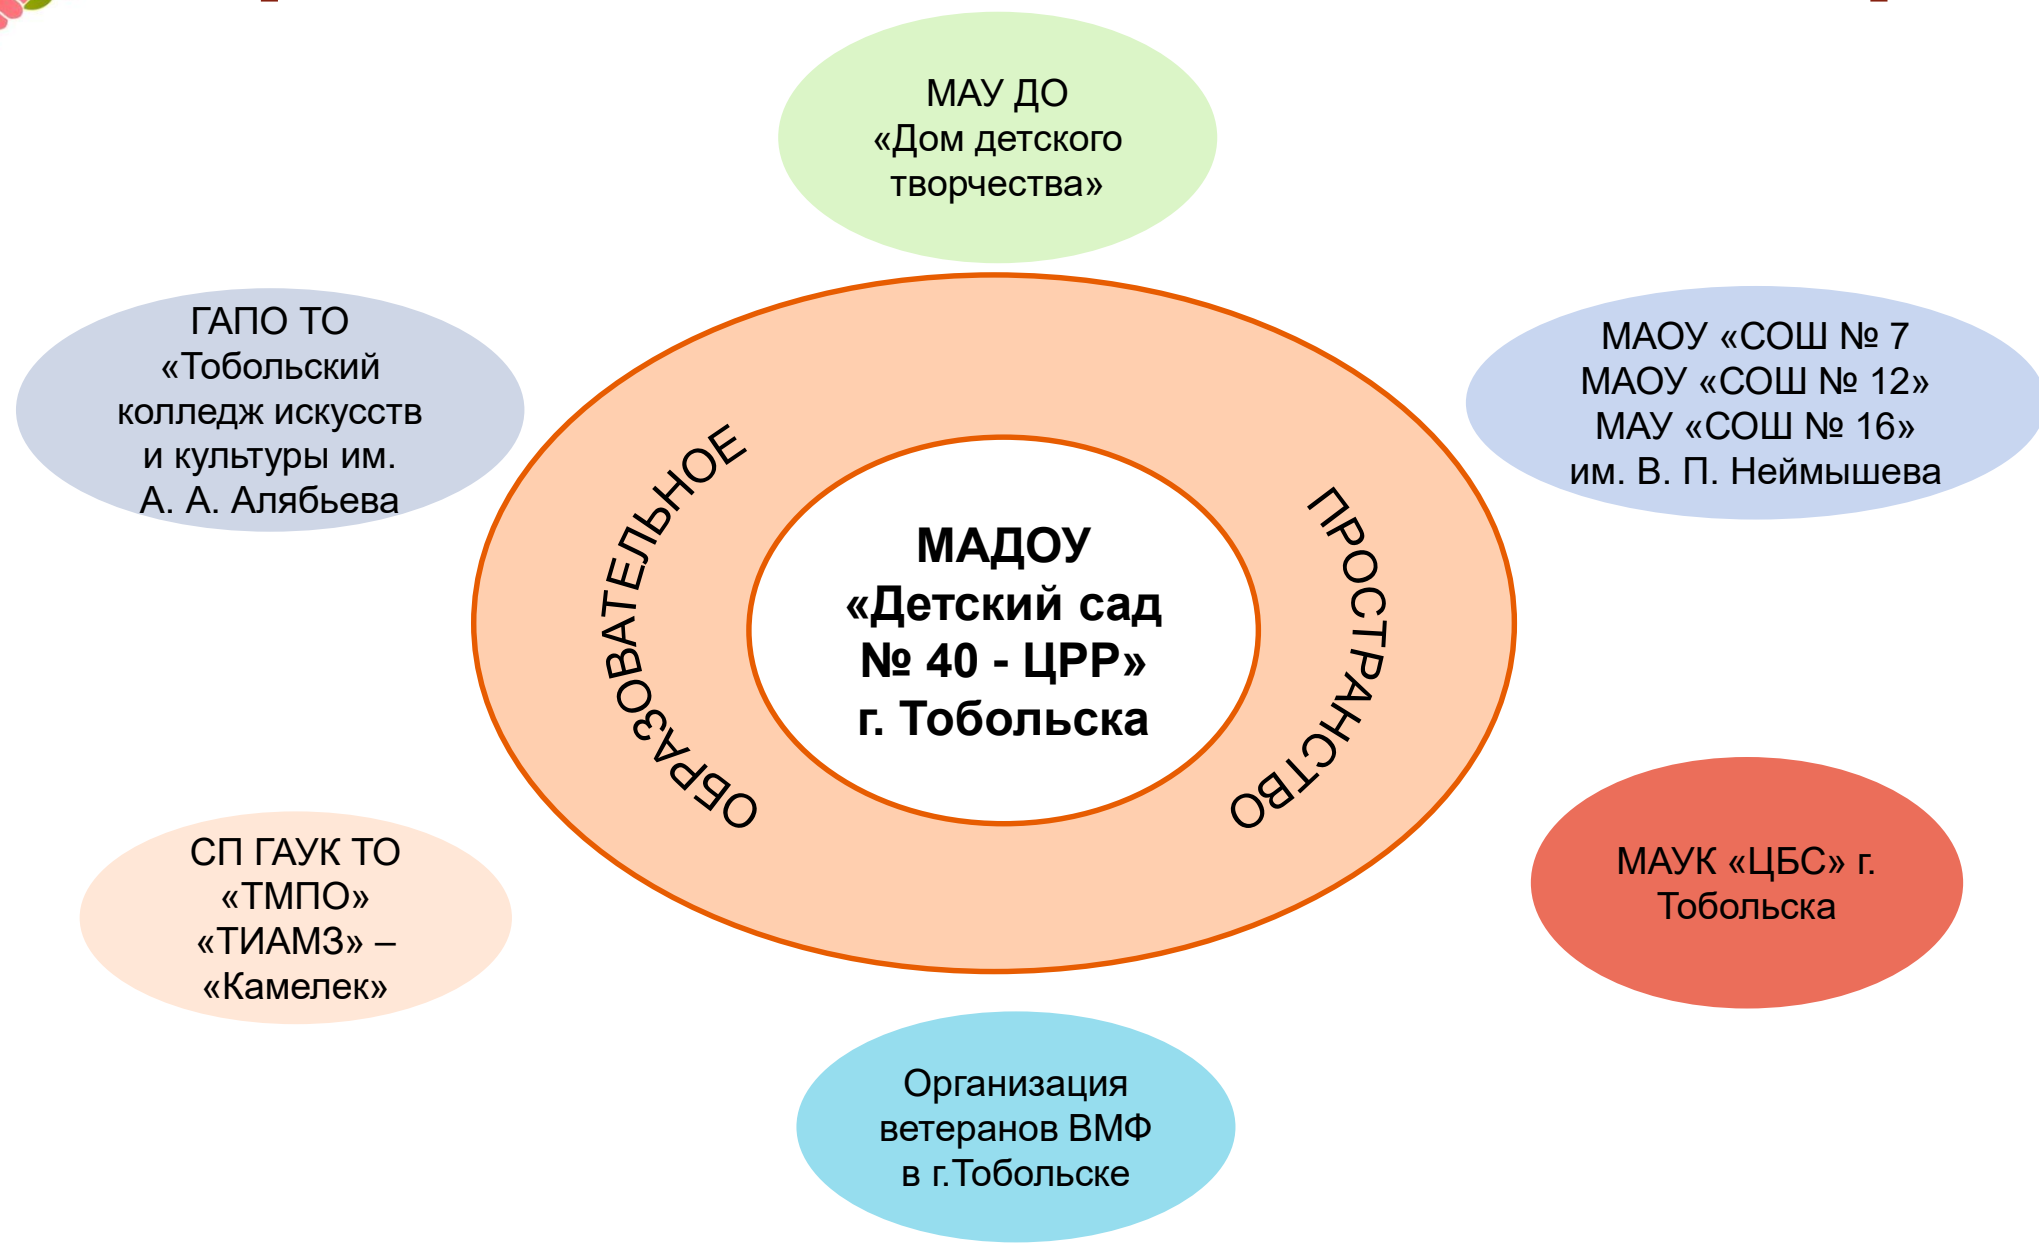 МАУ ДО
«Дом детского
творчества»
ГАПО ТО
«Тобольский
колледж искусств
и культуры им.
А. А. Алябьева
МАОУ «СОШ № 7
МАОУ «СОШ № 12»
МАУ «СОШ № 16»
им. В. П. Неймышева
ОБРАЗОВАТЕЛЬНОЕ
МАДОУ
«Детский сад
№ 40 - ЦРР»
г. Тобольска
ПРОСТРАНСТВО
СП ГАУК ТО
«ТМПО»
«ТИАМЗ» –
«Камелек»
МАУК «ЦБС» г.
Тобольска
Организация
ветеранов ВМФ
в г.Тобольске